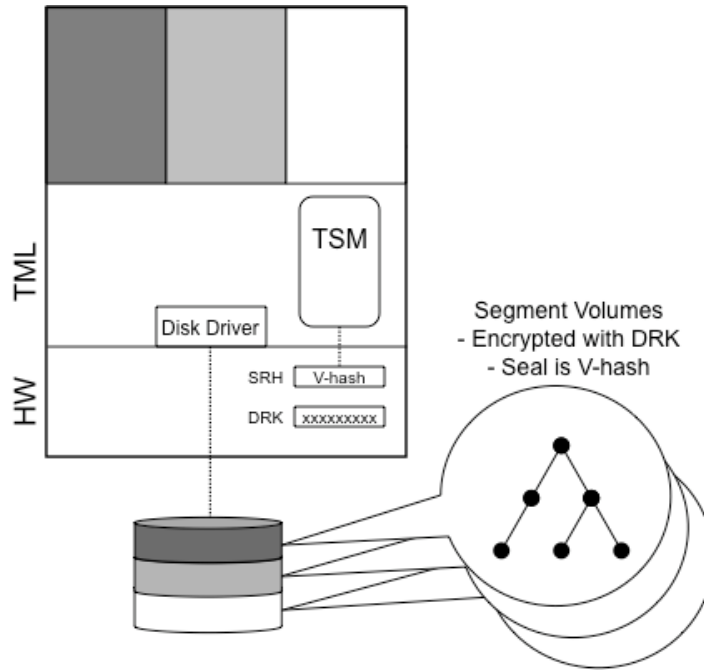 TML
TSM
Disk Driver
HW
SRH V-hash
DRK xxxxxxxxx
Segment Volumes
- Encrypted with DRK
- Seal is V-hash